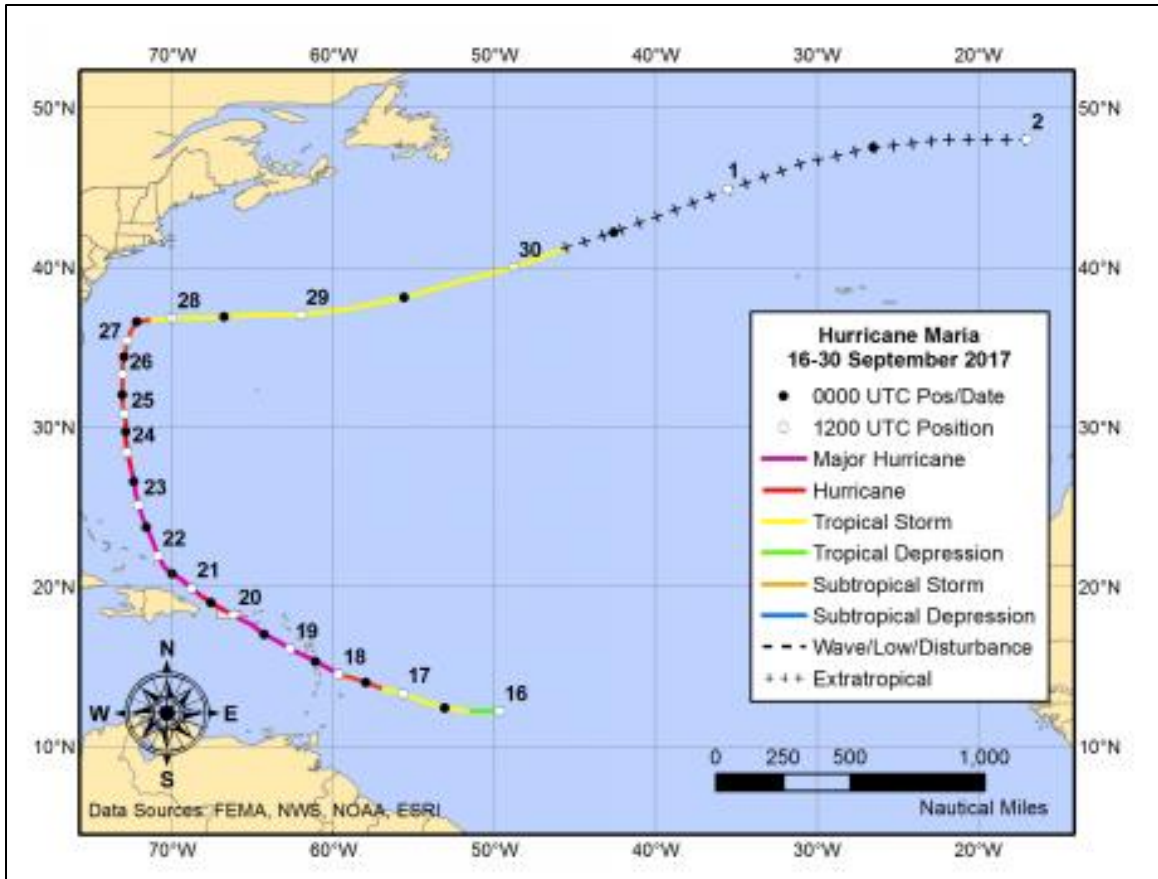 70°W 60°W 50°W 40°W 30°W 20°W
50°N 50°N
2
1
30
40°N 40°N
28 29
27
26
25
30°N 30°N
24
23
22
21
20
20°N 20°N
19
18
17
16
10°N 10°N
Hurricane Maria
16-30 September 2017
0000 UTC Pos/Date
1200 UTC Position
Major Hurricane
Hurricane
Tropical Storm
Tropical Depression
Subtropical Storm
Subtropical Depression
Wave/Low/Disturbance
Extratropical
N
W E
S
0 250 500 1,000
Nautical Miles
Data Sources: FEMA, NWS, NOAA, ESRI
70°W 60°W 50°W 40°W 30°W 20°W